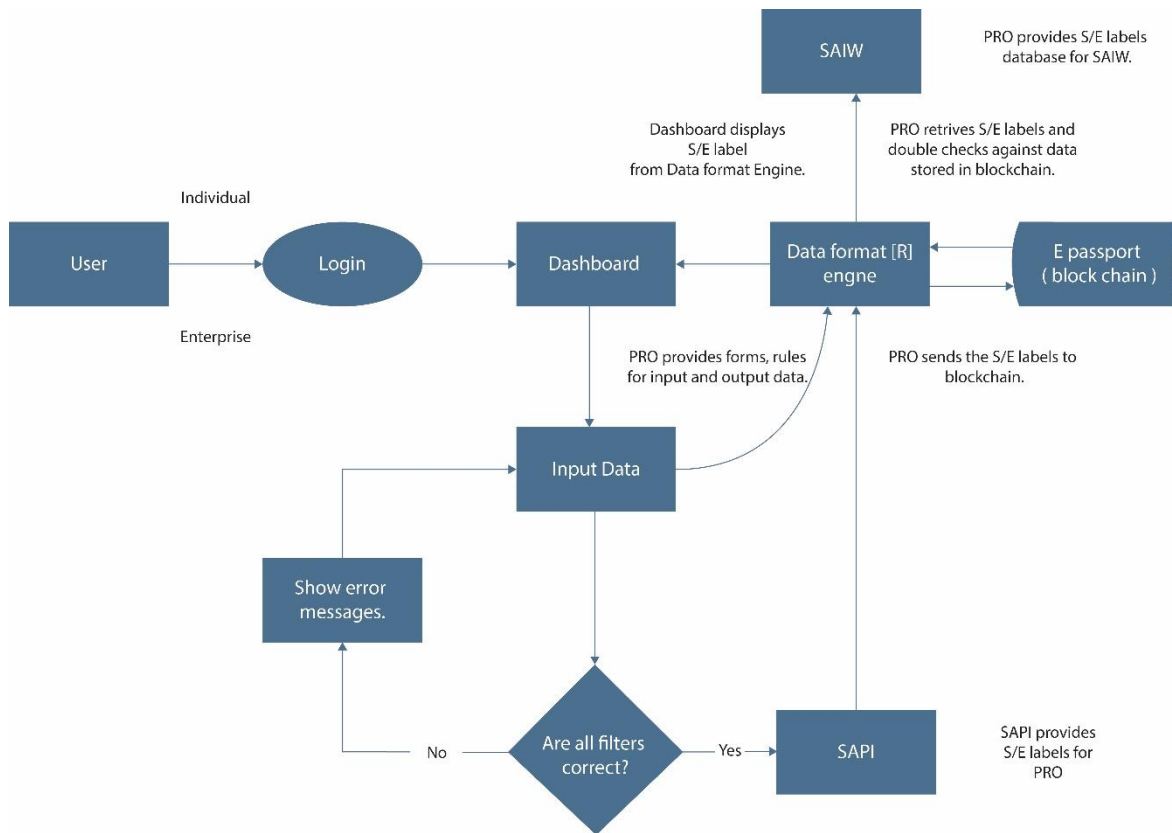 SAIW
PRO provides S/E labels
database for SAIW.
Dashboard displays
S/E label
from Data format Engine.
PRO retrives S/E labels and
double checks against data
stored in blockchain.
Individual
User
Login
Dashboard
Data format [R]
engne
E passport
( block chain )
Enterprise
PRO provides forms, rules
for input and output data.
PRO sends the S/E labels to
blockchain.
Input Data
Show error
messages.
Are all filters
correct?
No
Yes
SAPI
SAPI provides
S/E labels for
PRO